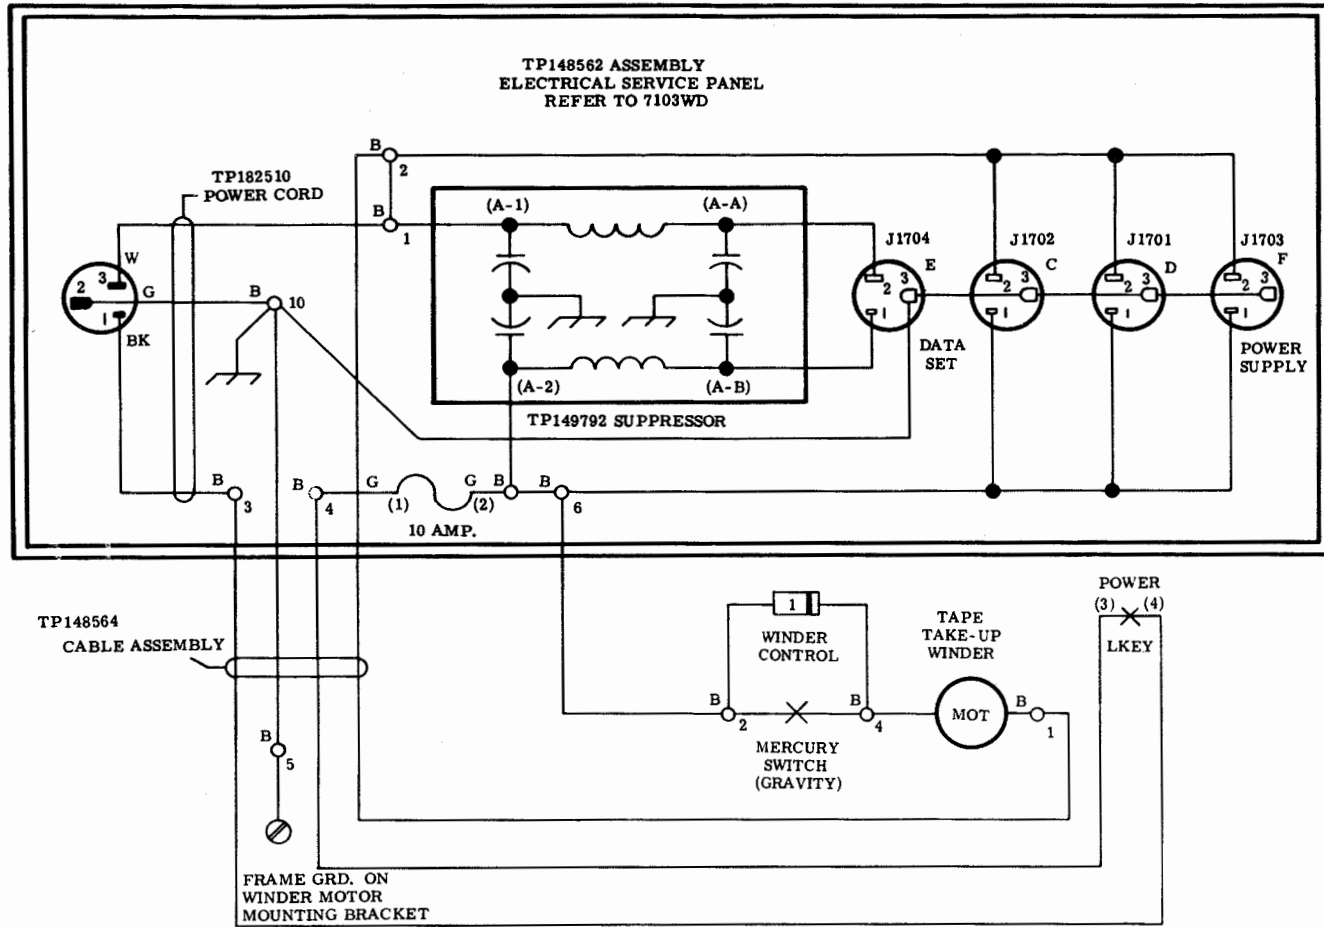 TP148562 ASSEMBLY
ELECTRICAL SERVICE PANEL
REFER TO 7103WD
B
2
TP182510
POWER CORD
B
1
(A-1)
(A-A)
J1704
J1702
J1701
J1703
W
3
2
G
1
BK
B
10
E
3
2
1
C
3
2
1
D
3
2
1
F
3
2
1
DATA
SET
POWER
SUPPLY
(A-2)
(A-B)
TP149792 SUPPRESSOR
B
3
B
4
G
(1)
G
(2)
B
B
6
10 AMP.
TP148564
CABLE ASSEMBLY
POWER
(3)
(4)
LKEY
1
WINDER
CONTROL
TAPE
TAKE-UP
WINDER
B
2
B
4
MOT
B
1
MERCURY
SWITCH
(GRAVITY)
B
5
FRAME GRD. ON
WINDER MOTOR
MOUNTING BRACKET